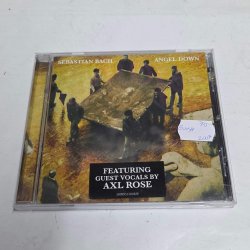 SEBASTIAN BACH
ANGEL DOWN
FEATURING
GUEST VOCALS BY
AXL ROSE